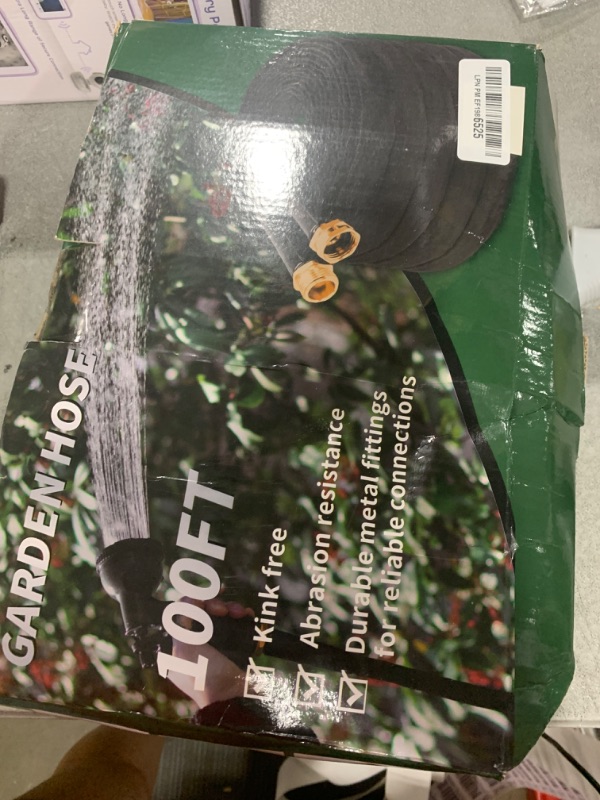 GARDEN HOSE
100FT
Kink free
Abrasion resistance
Durable metal fittings
for reliable connections